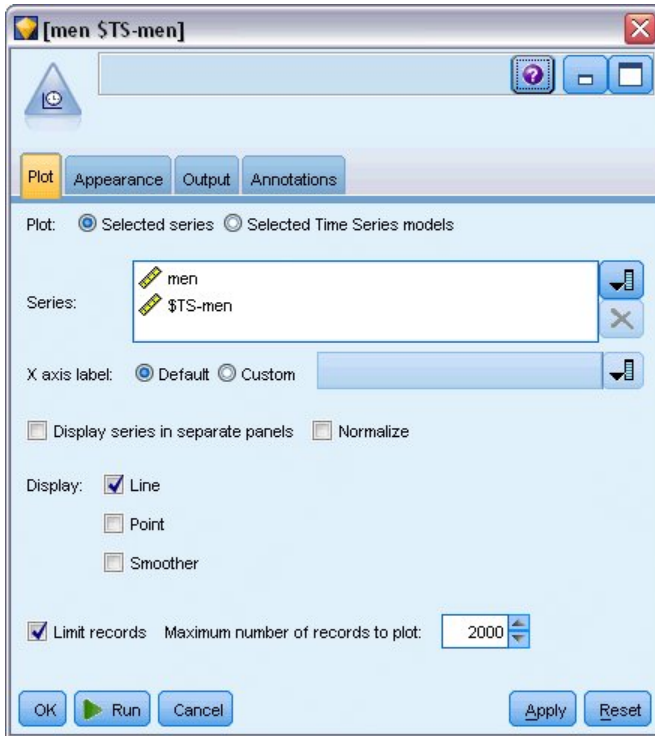 [men $TS-men]
Plot Appearance Output Annotations
Plot: Selected series Selected Time Series models
Series:
men
$TS-men
X axis label: Default Custom
Display series in separate panels Normalize
Display: Line
Point
Smoother
Limit records Maximum number of records to plot: 2000
OK Run Cancel Apply Reset